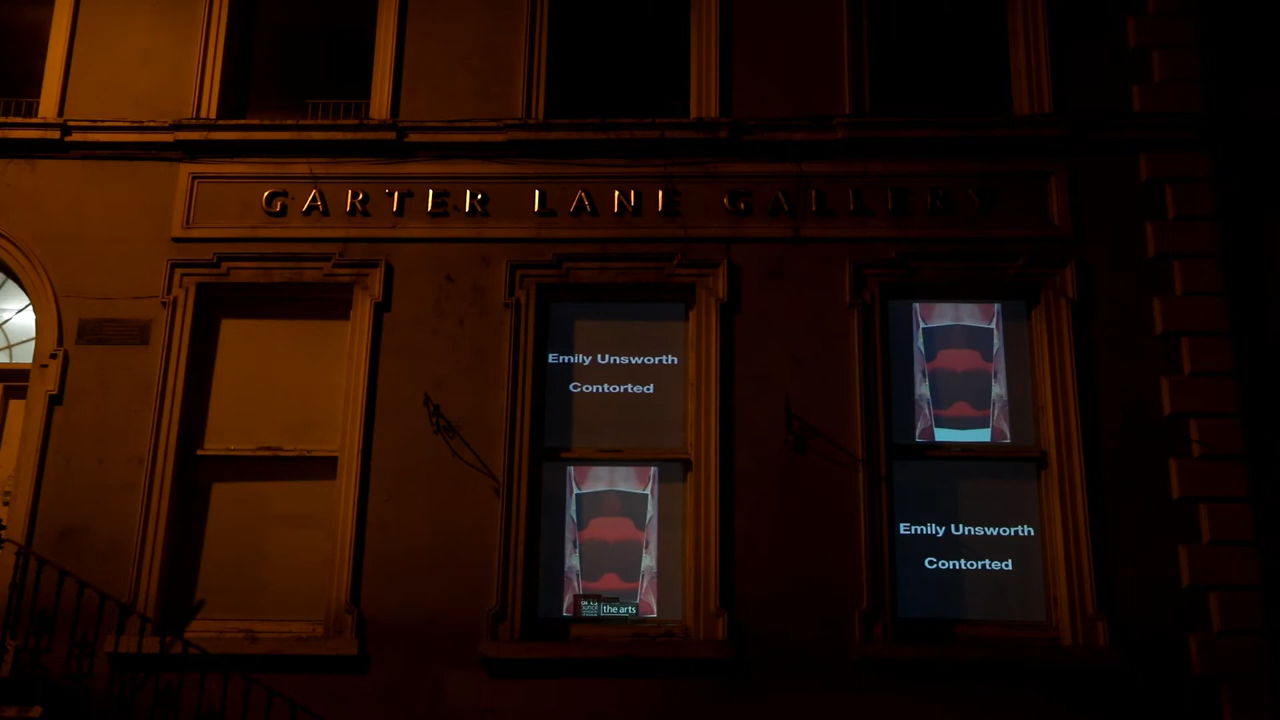 GARTER LANE GALLERY
Emily Unsworth
Contorted
the arts
Emily Unsworth
Contorted